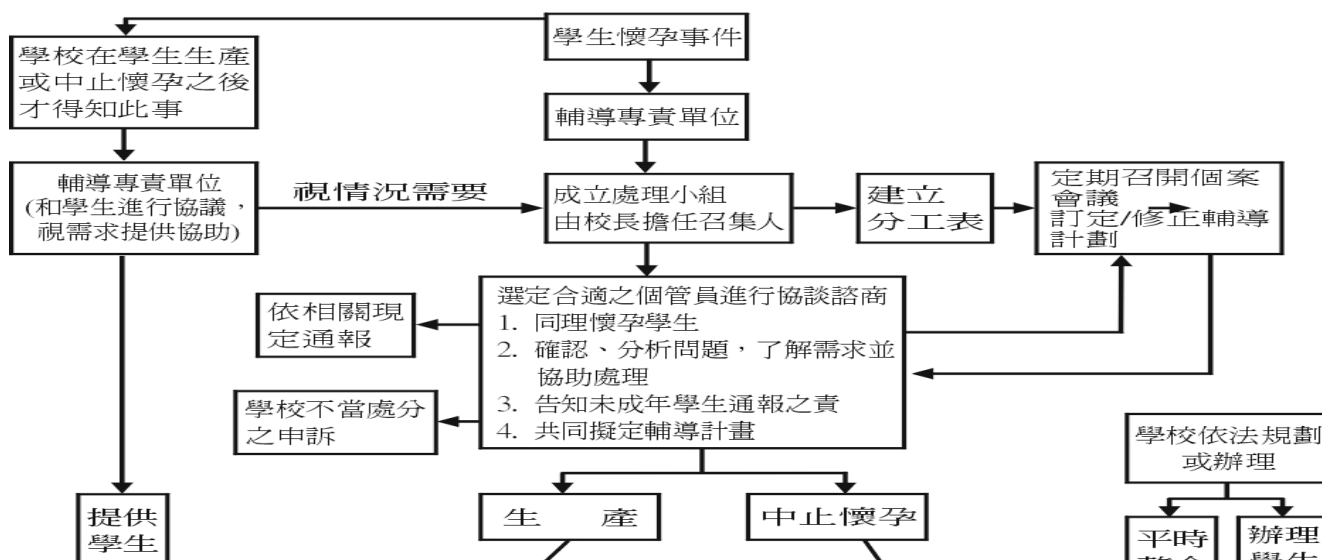 學生懷孕事件
學校在學生生產
或中止懷孕之後
才得知此事
輔導專責單位
輔導專責單位
(和學生進行協議，
視需求提供協助)
視情況需要
成立處理小組
由校長擔任召集人
建立
分工表
定期召開個案
會議
訂定/修正輔導
計劃
選定合適之個管員進行協談諮商
1. 同理懷孕學生
2. 確認、分析問題，了解需求並
協助處理
3. 告知未成年學生通報之責
4. 共同擬定輔導計畫
依相關現
定通報
學校不當處分
之申訴
學校依法規劃
或辦理
提供
學生
生 產
中止懷孕
平時
辦理
學生